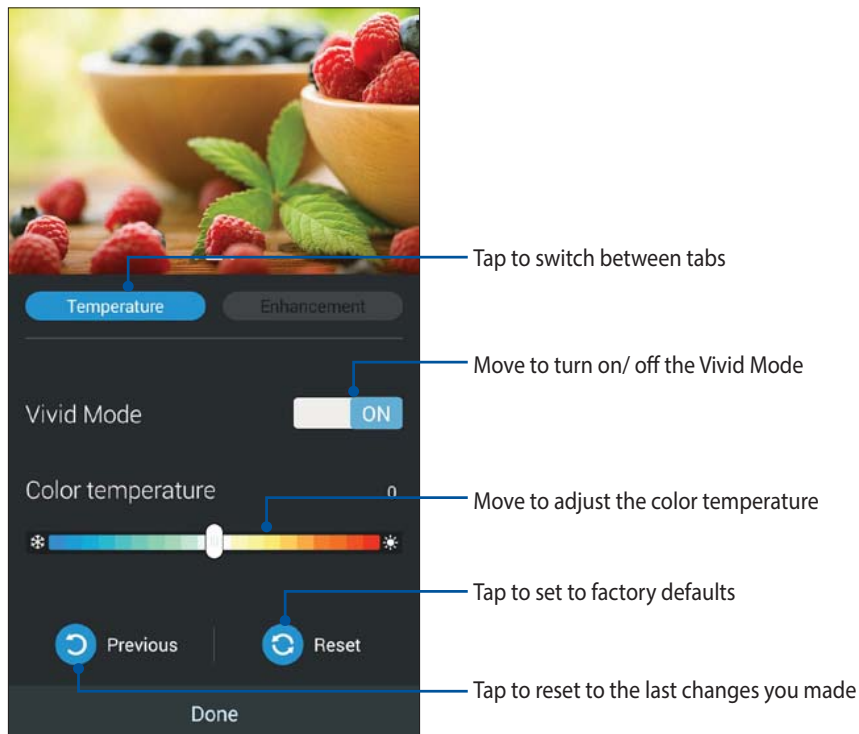 Tap to switch between tabs
Temperature
Enhancement
Move to turn on/ off the Vivid Mode
Vivid Mode
ON
Color temperature
0
Move to adjust the color temperature
Tap to set to factory defaults
Previous
Reset
Tap to reset to the last changes you made
Done